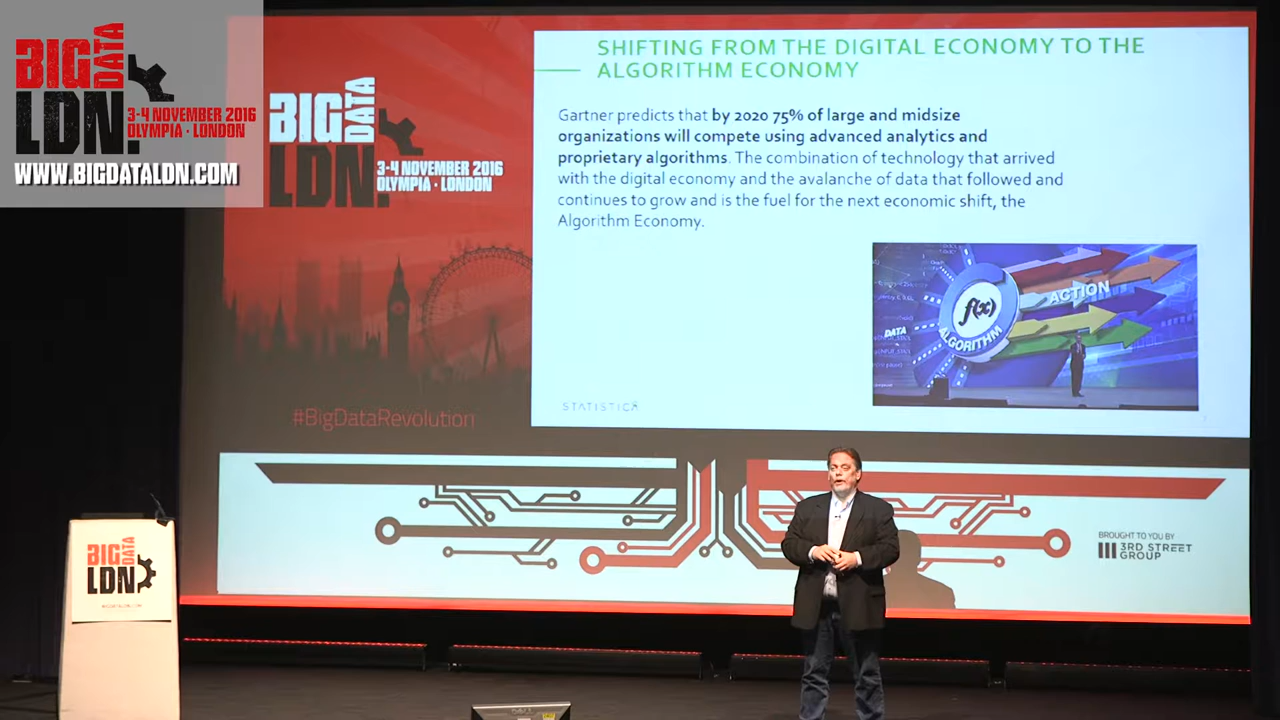 BIG DATA
LDN.
3-4 NOVEMBER 2016
OLYMPIA · LONDON
WWW.BIGDATALDN.COM
BIG DATA
LDN.
3-4 NOVEMBER 2016
OLYMPIA · LONDON
#BigDataRevolution
SHIFTING FROM THE DIGITAL ECONOMY TO THE
ALGORITHM ECONOMY
Gartner predicts that by 2020 75% of large and midsize
organizations will compete using advanced analytics and
proprietary algorithms. The combination of technology that arrived
with the digital economy and the avalanche of data that followed and
continues to grow and is the fuel for the next economic shift, the
Algorithm Economy.
DATA
f(x)
ALGORITHM
ACTION
STATISTICA
BROUGHT TO YOU BY
3RD STREET
GROUP
BIG DATA
LDN
DELL